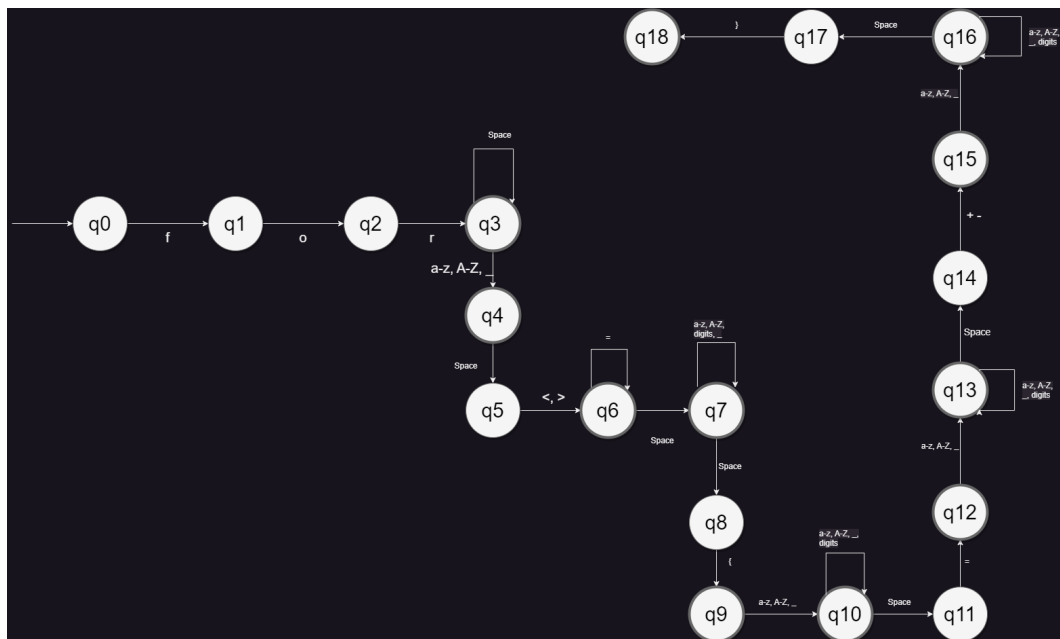 q18
}
q17
Space
q16
a-z, A-Z,
_, digits
a-z, A-Z, _
q15
Space
+ -
q0
f
q1
o
q2
r
q3
a-z, A-Z, _
q14
q4
Space
a-z, A-Z,
digits, _
=
Space
q5
<, >
q6
Space
q7
q13
a-z, A-Z,
_, digits
a-z, A-Z, _
Space
q8
q12
a-z, A-Z, _,
digits
{
=
q9
a-z, A-Z, _
q10
Space
q11